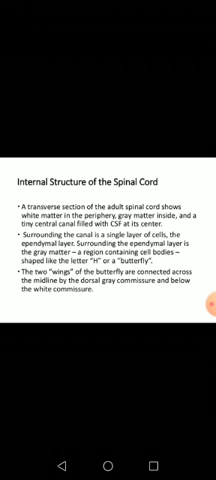 Internal Structure of the Spinal Cord
• A transverse section of the adult spinal cord shows
white matter in the periphery, gray matter inside, and a
tiny central canal filled with CSF at its center.
• Surrounding the canal is a single layer of cells, the
ependymal layer. Surrounding the ependymal layer is
the gray matter – a region containing cell bodies –
shaped like the letter "H" or a "butterfly".
• The two "wings" of the butterfly are connected across
the midline by the dorsal gray commissure and below
the white commissure.